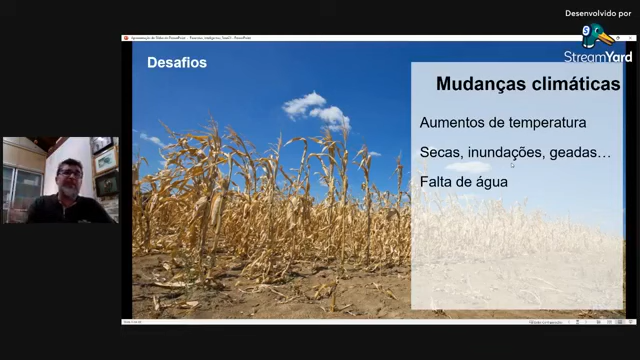 Desenvolvido por
StreamYard
Desafios
Mudanças climáticas
Aumentos de temperatura
Secas, inundações, geadas...
Falta de água